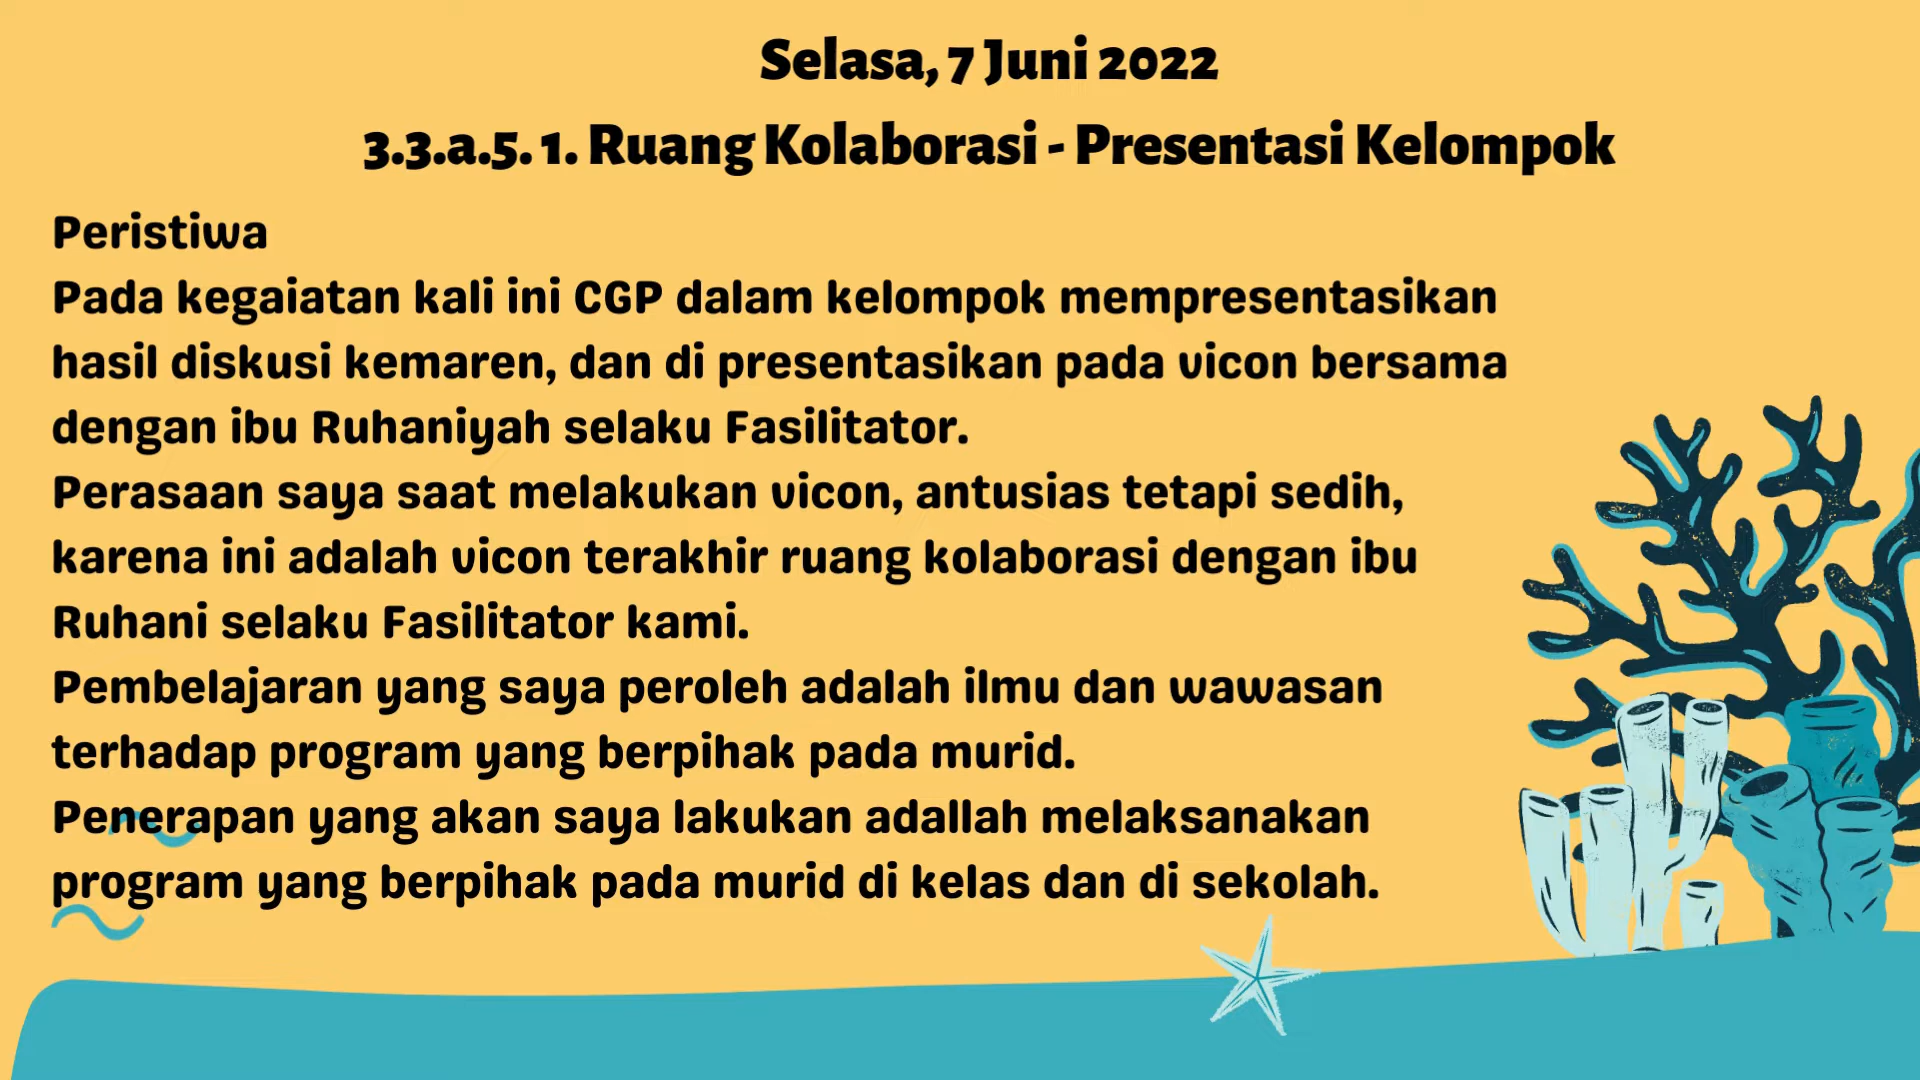 Selasa, 7 Juni 2022
3.3.a.5. 1. Ruang Kolaborasi - Presentasi Kelompok
Peristiwa
Pada kegaiatan kali ini CGP dalam kelompok mempresentasikan
hasil diskusi kemaren, dan di presentasikan pada vicon bersama
dengan ibu Ruhaniyah selaku Fasilitator.
Perasaan saya saat melakukan vicon, antusias tetapi sedih,
karena ini adalah vicon terakhir ruang kolaborasi dengan ibu
Ruhani selaku Fasilitator kami.
Pembelajaran yang saya peroleh adalah ilmu dan wawasan
terhadap program yang berpihak pada murid.
Penerapan yang akan saya lakukan adallah melaksanakan
program yang berpihak pada murid di kelas dan di sekolah.